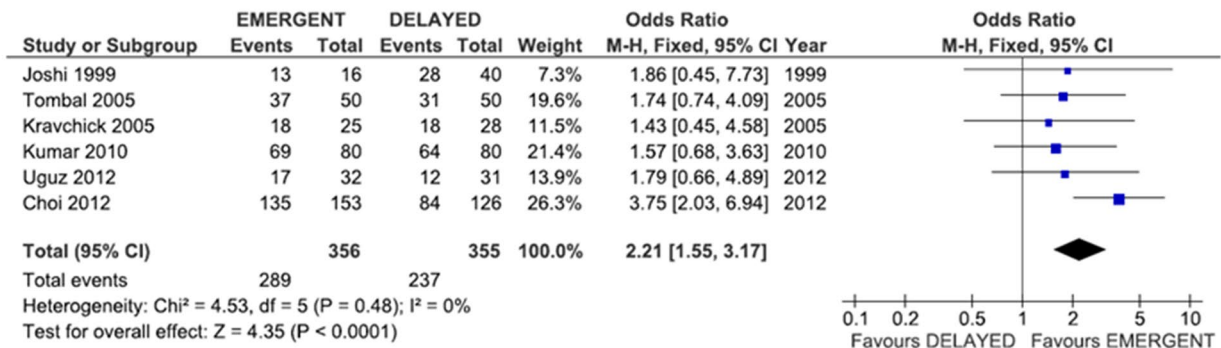 EMERGENT DELAYED Odds Ratio Odds Ratio
Study or Subgroup Events Total Events Total Weight M-H, Fixed, 95% CI Year M-H, Fixed, 95% CI
Joshi 1999 13 16 28 40 7.3% 1.86 [0.45, 7.73] 1999
Tombal 2005 37 50 31 50 19.6% 1.74 [0.74, 4.09] 2005
Kravchick 2005 18 25 18 28 11.5% 1.43 [0.45, 4.58] 2005
Kumar 2010 69 80 64 80 21.4% 1.57 [0.68, 3.63] 2010
Uguz 2012 17 32 12 31 13.9% 1.79 [0.66, 4.89] 2012
Choi 2012 135 153 84 126 26.3% 3.75 [2.03, 6.94] 2012
Total (95% CI) 356 355 100.0% 2.21 [1.55, 3.17]
Total events 289 237
Heterogeneity: Chi² = 4.53, df = 5 (P = 0.48); I² = 0%
Test for overall effect: Z = 4.35 (P < 0.0001)
0.1 0.2 0.5 1 2 5 10
Favours DELAYED Favours EMERGENT